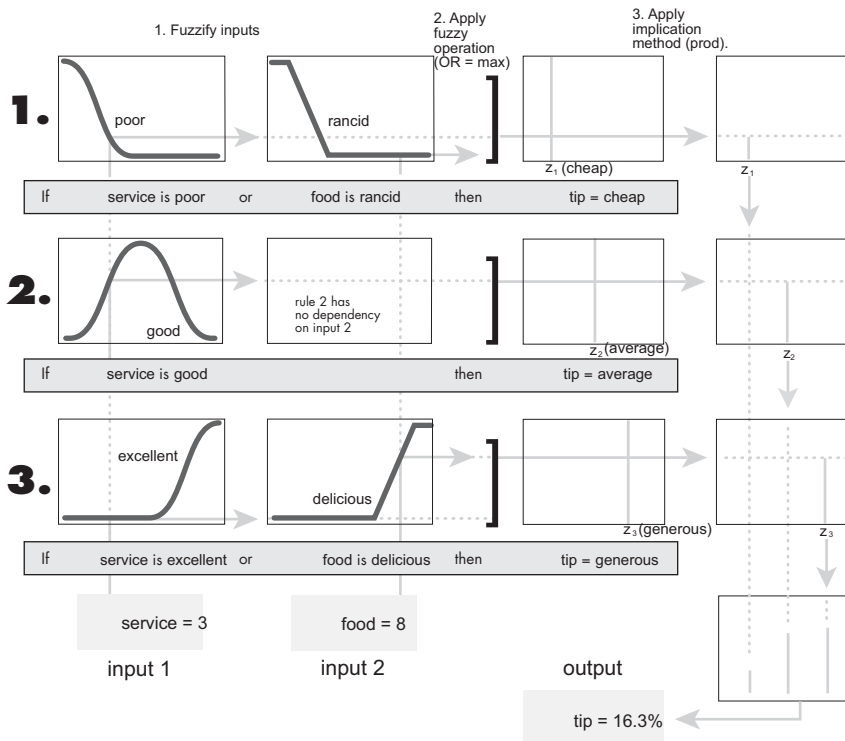 1. Fuzzify inputs
2. Apply
fuzzy
operation
(OR = max)
3. Apply
implication
method (prod).
1.
poor
rancid
z1 (cheap)
z1
If service is poor or food is rancid then tip = cheap
2.
good
rule 2 has
no dependency
on input 2
z2 (average)
z2
If service is good then tip = average
3.
excellent
delicious
z3 (generous)
z3
If service is excellent or food is delicious then tip = generous
service = 3
food = 8
input 1
input 2
output
tip = 16.3%